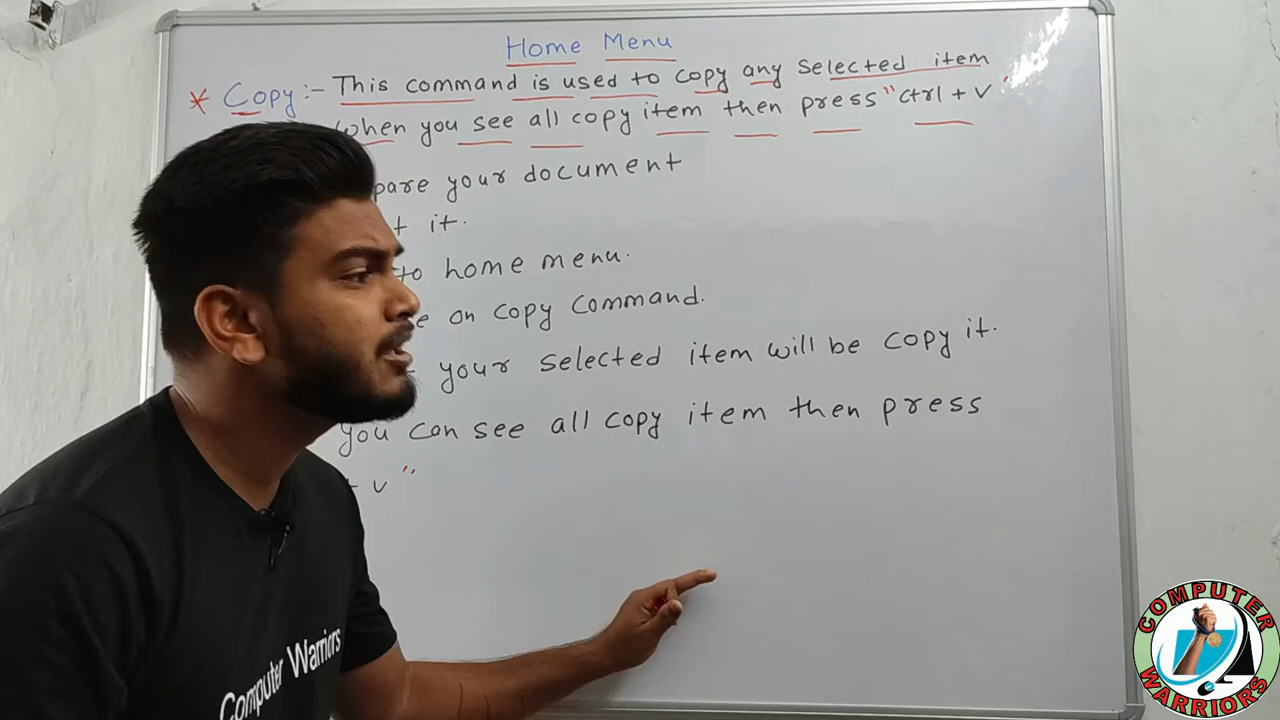 Home Menu
* Copy :- This command is used to copy any selected item
When you see all copy item then press "ctrl + v"
your document
it.
to home menu.
on copy command.
your selected item will be copy it.
you can see all copy item then press
+ v "
Computer Warriors
COMPUTER
WARRIORS